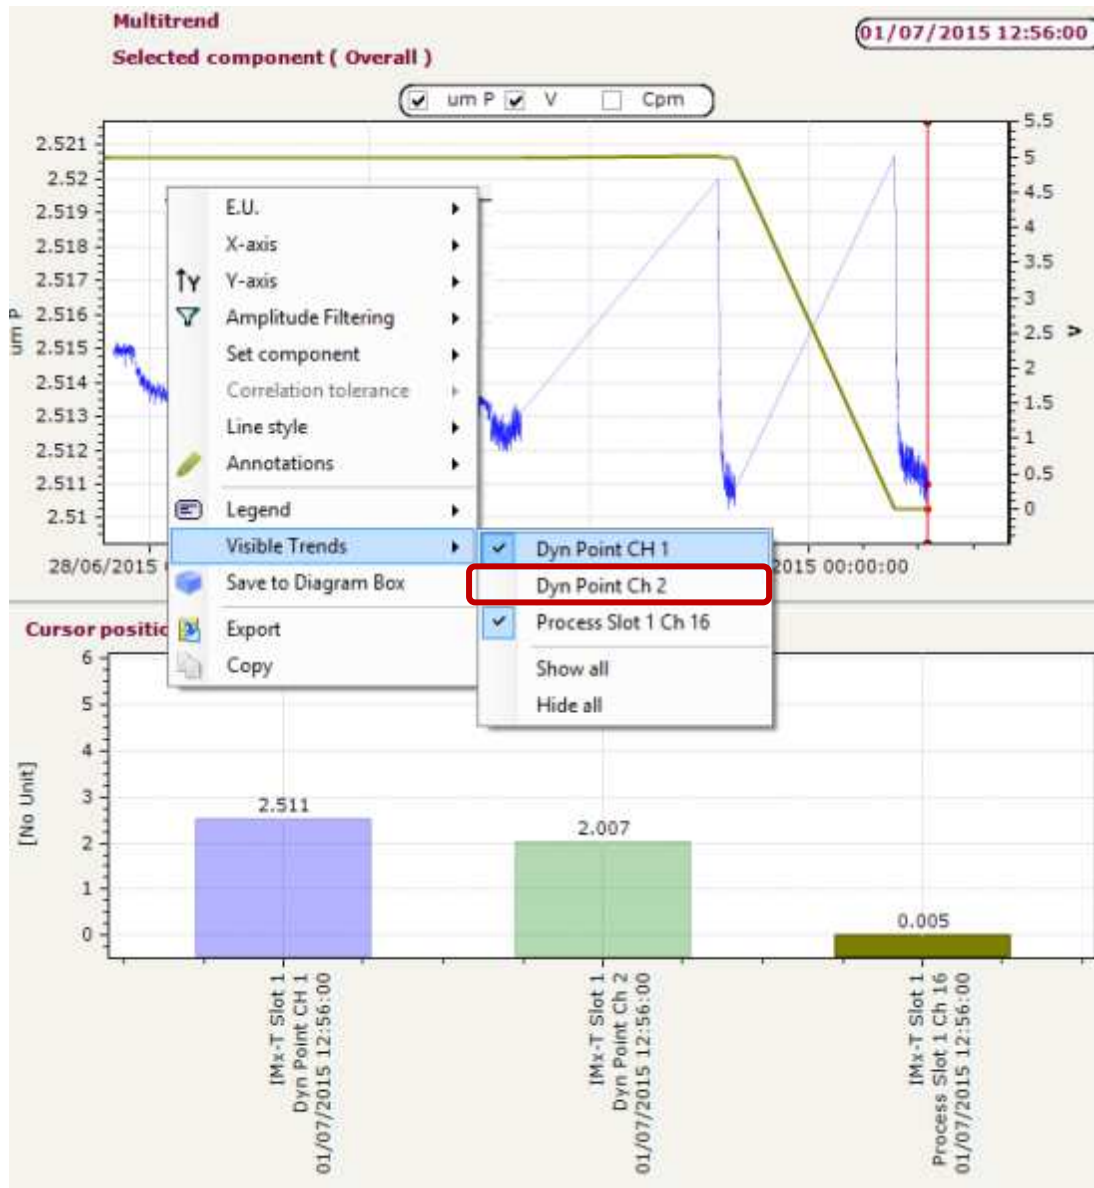 Multitrend
01/07/2015 12:56:00
Selected component ( Overall )
um P V Cpm
2.521
2.52
2.519
2.518
2.517
2.516
2.515
2.514
2.513
2.512
2.511
2.51
um P
5.5
5
4.5
4
3.5
3
2.5
2
1.5
1
0.5
0
V
E.U.
X-axis
Y-axis
Amplitude Filtering
Set component
Correlation tolerance
Line style
Annotations
Legend
Visible Trends
Save to Diagram Box
Export
Copy
Dyn Point CH 1
Dyn Point Ch 2
Process Slot 1 Ch 16
Show all
Hide all
28/06/2015
2015 00:00:00
Cursor positio
6
5
4
3
2
1
0
[No Unit]
2.511
2.007
0.005
IMx-T Slot 1
Dyn Point CH 1
01/07/2015 12:56:00
IMx-T Slot 1
Dyn Point Ch 2
01/07/2015 12:56:00
IMx-T Slot 1
Process Slot 1 Ch 16
01/07/2015 12:56:00